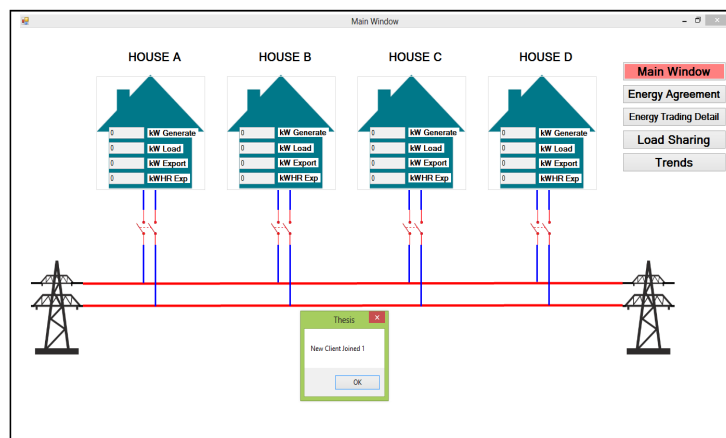 Main Window
HOUSE A HOUSE B HOUSE C HOUSE D
0 kW Generate 0 kW Generate 0 kW Generate 0 kW Generate
0 kW Load 0 kW Load 0 kW Load 0 kW Load
0 kW Export 0 kW Export 0 kW Export 0 kW Export
0 kWHR Exp 0 kWHR Exp 0 kWHR Exp 0 kWHR Exp
Main Window
Energy Agreement
Energy Trading Detail
Load Sharing
Trends
Thesis
New Client Joined 1
OK